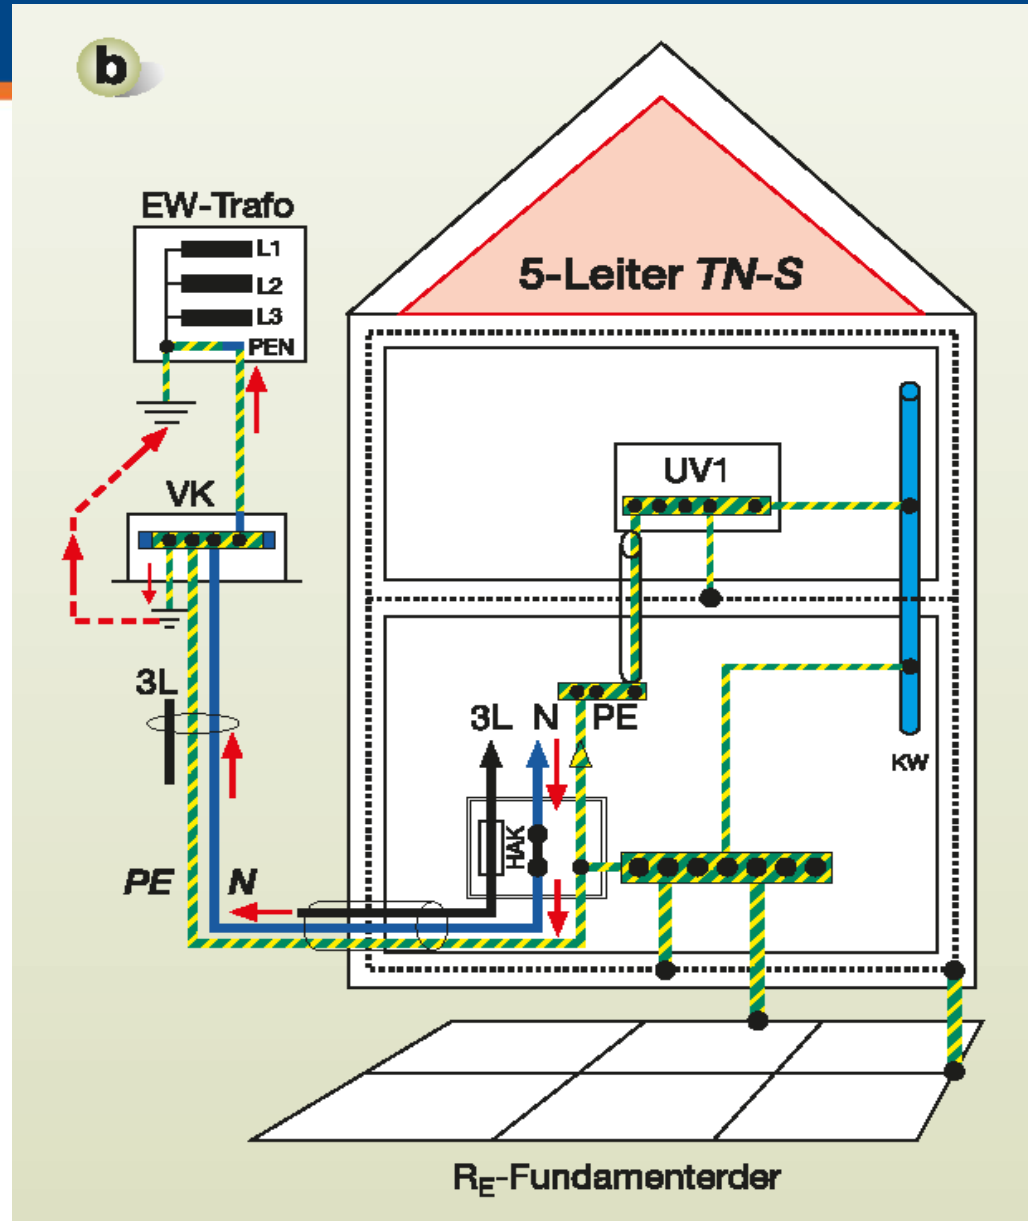 b
EW-Trafo
L1
L2
L3
PEN
5-Leiter TN-S
UV1
VK
3L
3L N PE
KW
HAK
PE N
RE-Fundamenterder